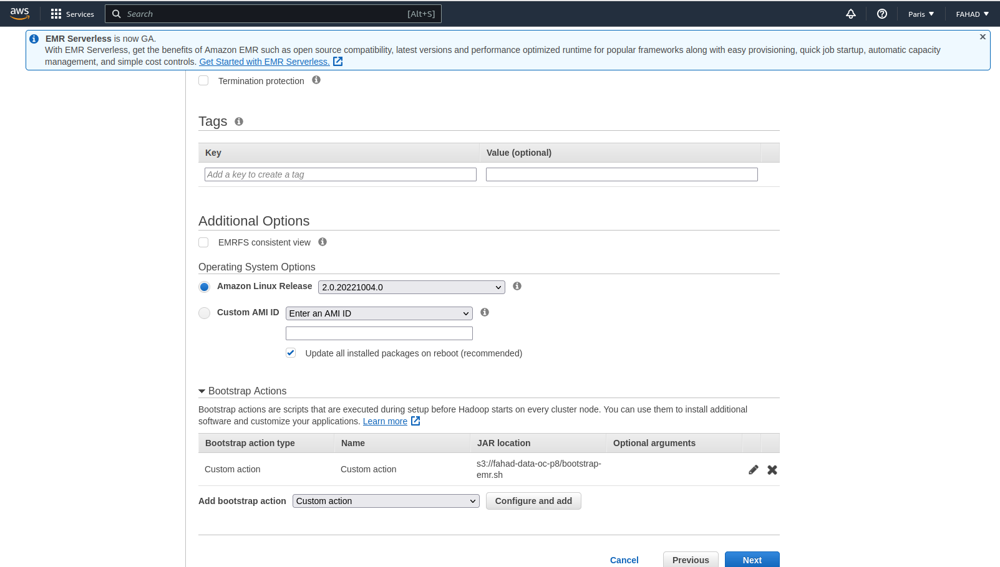 aws
Services
Search
[Alt+S]
Paris
FAHAD
EMR Serverless is now GA.
With EMR Serverless, get the benefits of Amazon EMR such as open source compatibility, latest versions and performance optimized runtime for popular frameworks along with easy provisioning, quick job startup, automatic capacity
management, and simple cost controls. Get Started with EMR Serverless.
Termination protection
Tags
Key
Value (optional)
Add a key to create a tag
Additional Options
EMRFS consistent view
Operating System Options
Amazon Linux Release
2.0.20221004.0
Custom AMI ID
Enter an AMI ID
Update all installed packages on reboot (recommended)
Bootstrap Actions
Bootstrap actions are scripts that are executed during setup before Hadoop starts on every cluster node. You can use them to install additional
software and customize your applications. Learn more
Bootstrap action type
Name
JAR location
Optional arguments
Custom action
Custom action
s3://fahad-data-oc-p8/bootstrap-
emr.sh
Add bootstrap action
Custom action
Configure and add
Cancel
Previous
Next